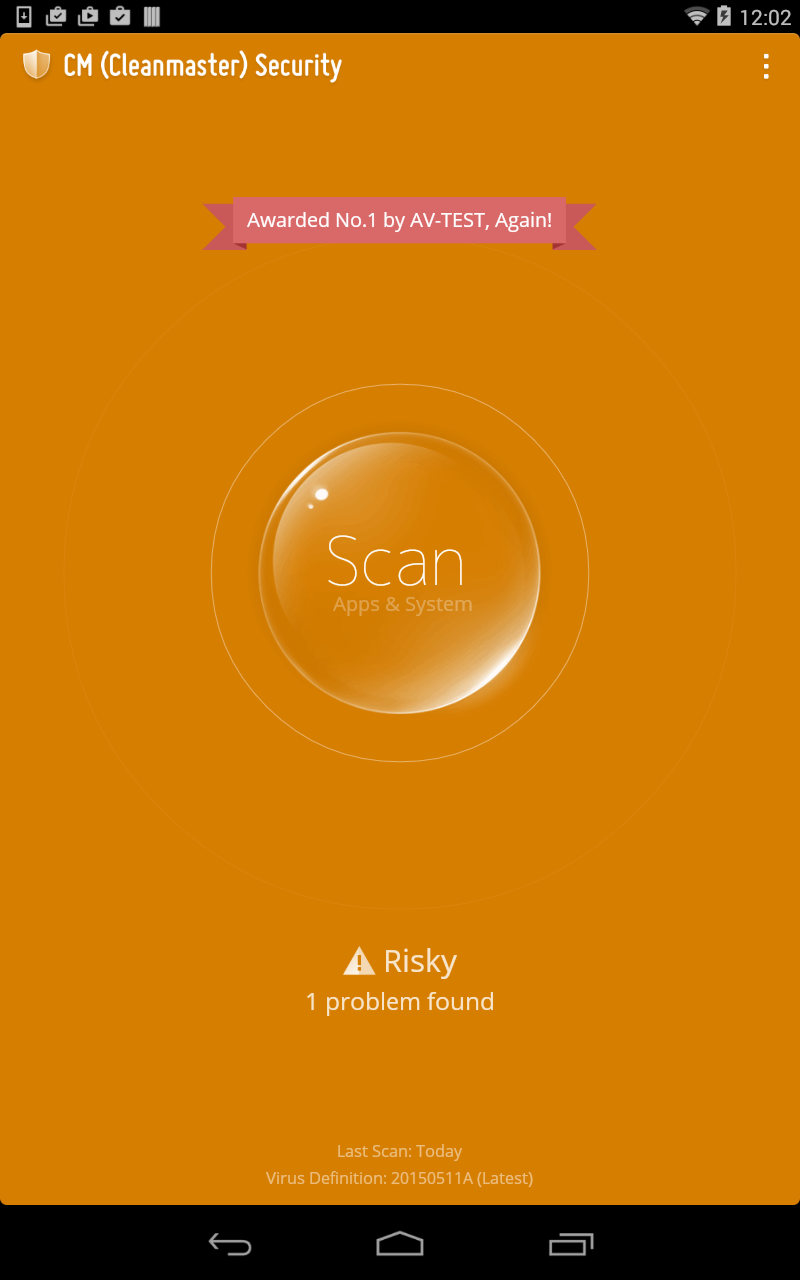 12:02
CM (Cleanmaster) Security
Awarded No.1 by AV-TEST, Again!
Scan
Apps & System
Risky
1 problem found
Last Scan: Today
Virus Definition: 20150511A (Latest)